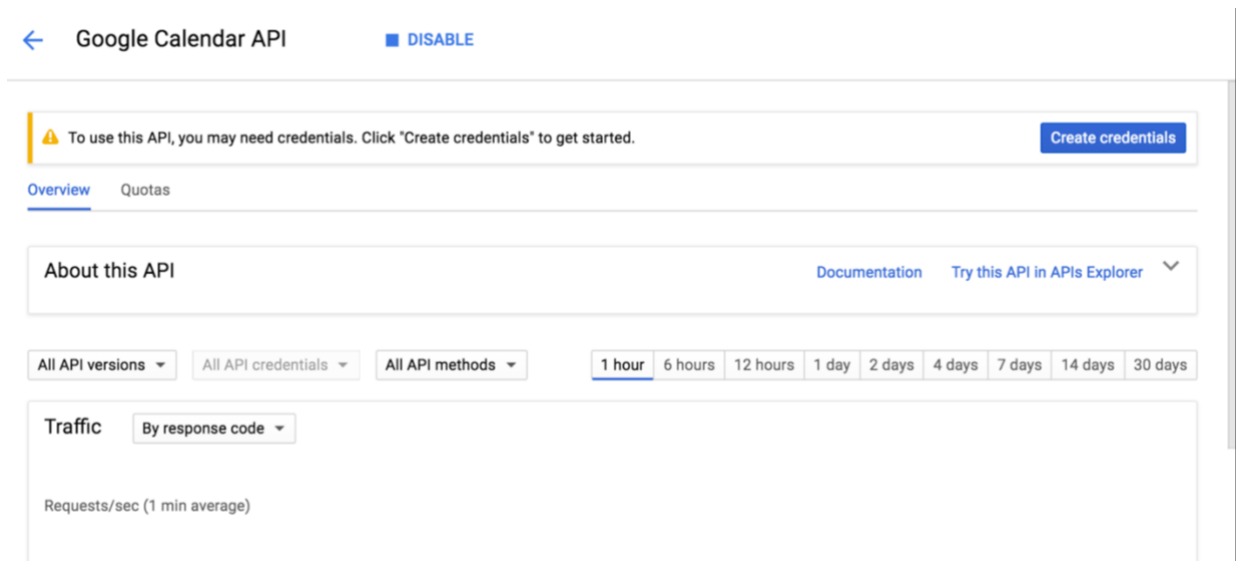 Google Calendar API DISABLE
To use this API, you may need credentials. Click "Create credentials" to get started. Create credentials
Overview Quotas
About this API Documentation Try this API in APIs Explorer
All API versions All API credentials All API methods 1 hour 6 hours 12 hours 1 day 2 days 4 days 7 days 14 days 30 days
Traffic By response code
Requests/sec (1 min average)